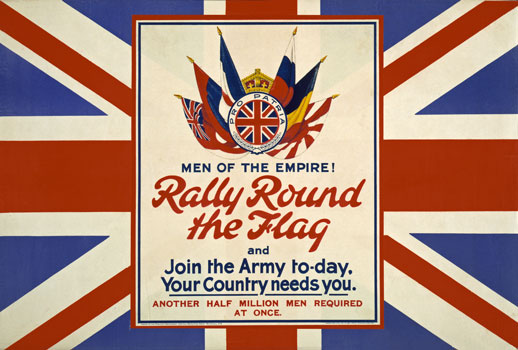 PRO PATRIA
MEN OF THE EMPIRE!
Rally Round
the Flag
and
Join the Army to-day,
Your Country needs you.
ANOTHER HALF MILLION MEN REQUIRED
AT ONCE.